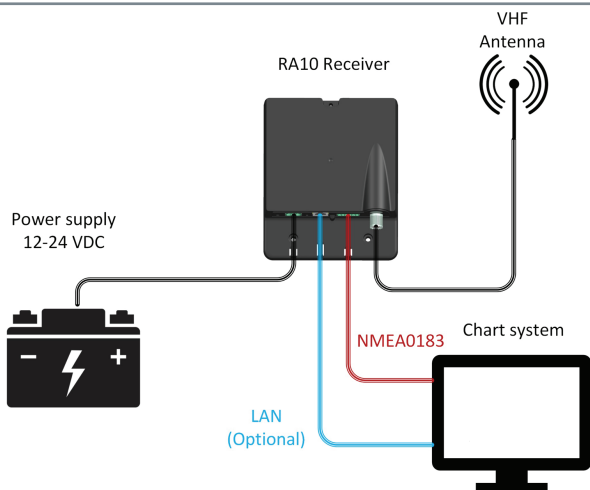 VHF
Antenna
RA10 Receiver
Power supply
12-24 VDC
NMEA0183
Chart system
LAN
(Optional)